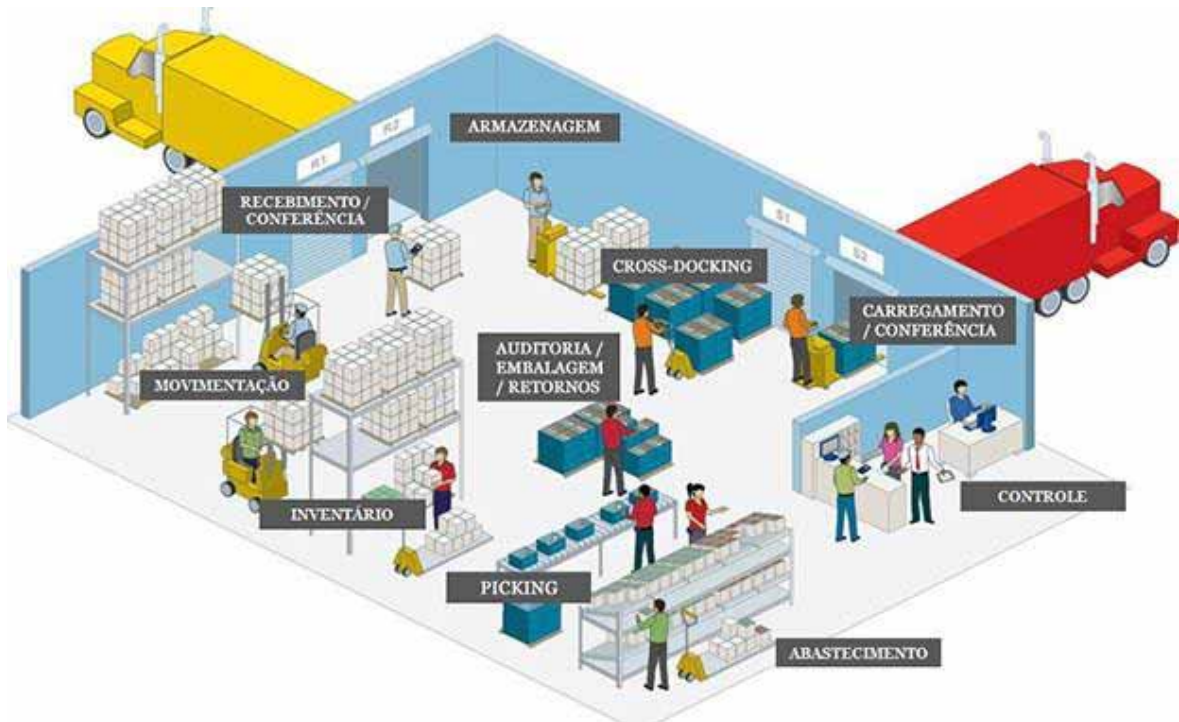 ARMAZENAGEM
R1
R2
RECEBIMENTO /
CONFERÊNCIA
S1
S2
CROSS-DOCKING
CARREGAMENTO
/ CONFERÊNCIA
AUDITORIA /
EMBALAGEM
/ RETORNOS
MOVIMENTAÇÃO
INVENTÁRIO
CONTROLE
PICKING
ABASTECIMENTO